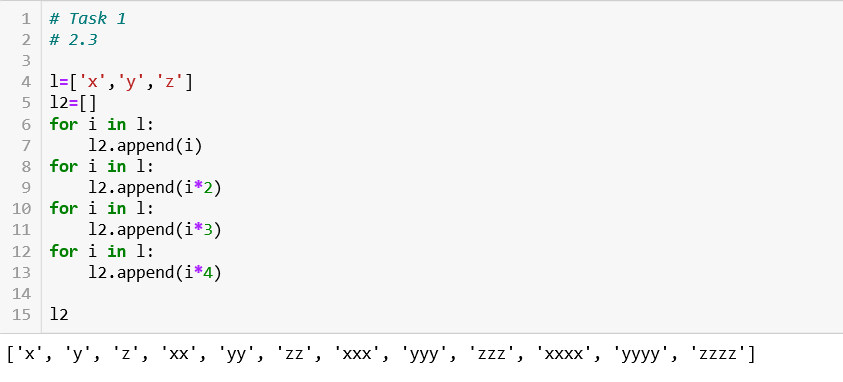 1 # Task 1
2 # 2.3
3
4 l=['x','y','z']
5 l2=[]
6 for i in l:
7     l2.append(i)
8 for i in l:
9     l2.append(i*2)
10 for i in l:
11     l2.append(i*3)
12 for i in l:
13     l2.append(i*4)
14
15 l2
['x', 'y', 'z', 'xx', 'yy', 'zz', 'xxx', 'yyy', 'zzz', 'xxxx', 'yyyy', 'zzzz']